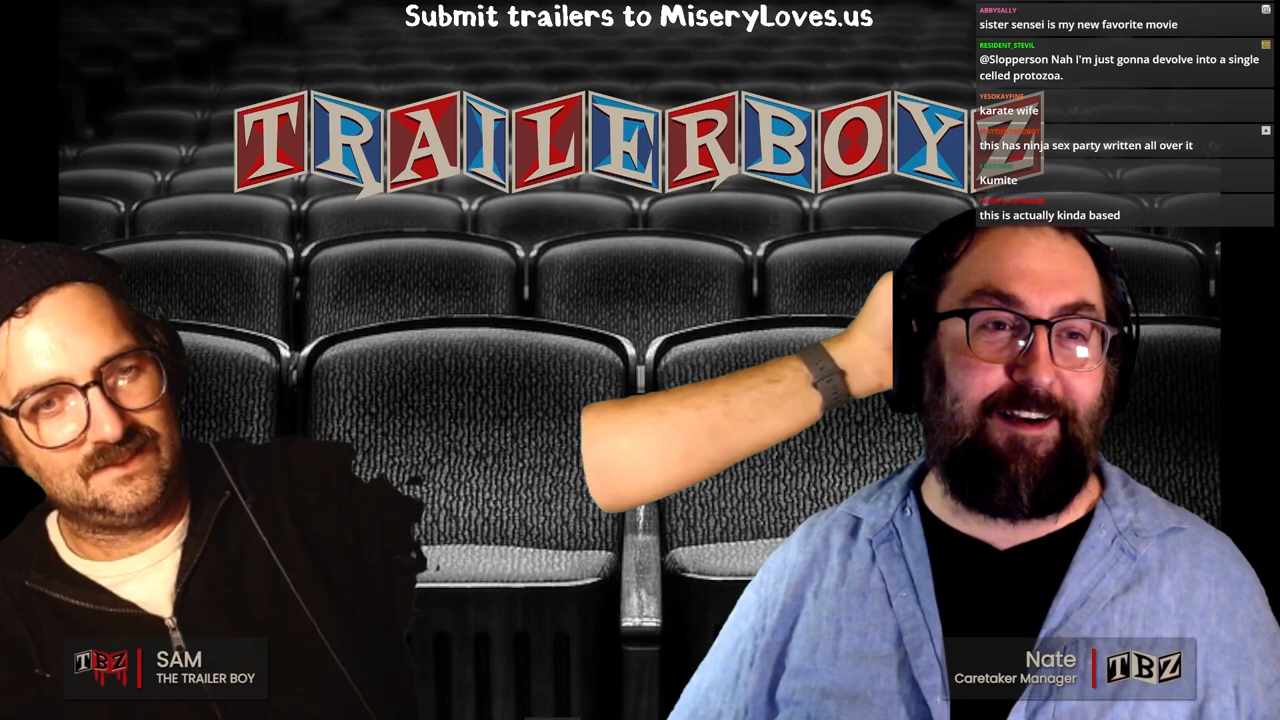 Submit trailers to MiseryLoves.us
TRAILERBOYZ
ABBYSALLY
sister sensei is my new favorite movie
RESIDENT_STEVIL
@Slopperson Nah I'm just gonna devolve into a single
celled protozoa.
YESOKAYFINE
karate wife
this has ninja sex party written all over it
Kumite
this is actually kinda based
TBZ
SAM
THE TRAILER BOY
Nate
Caretaker Manager
TBZ